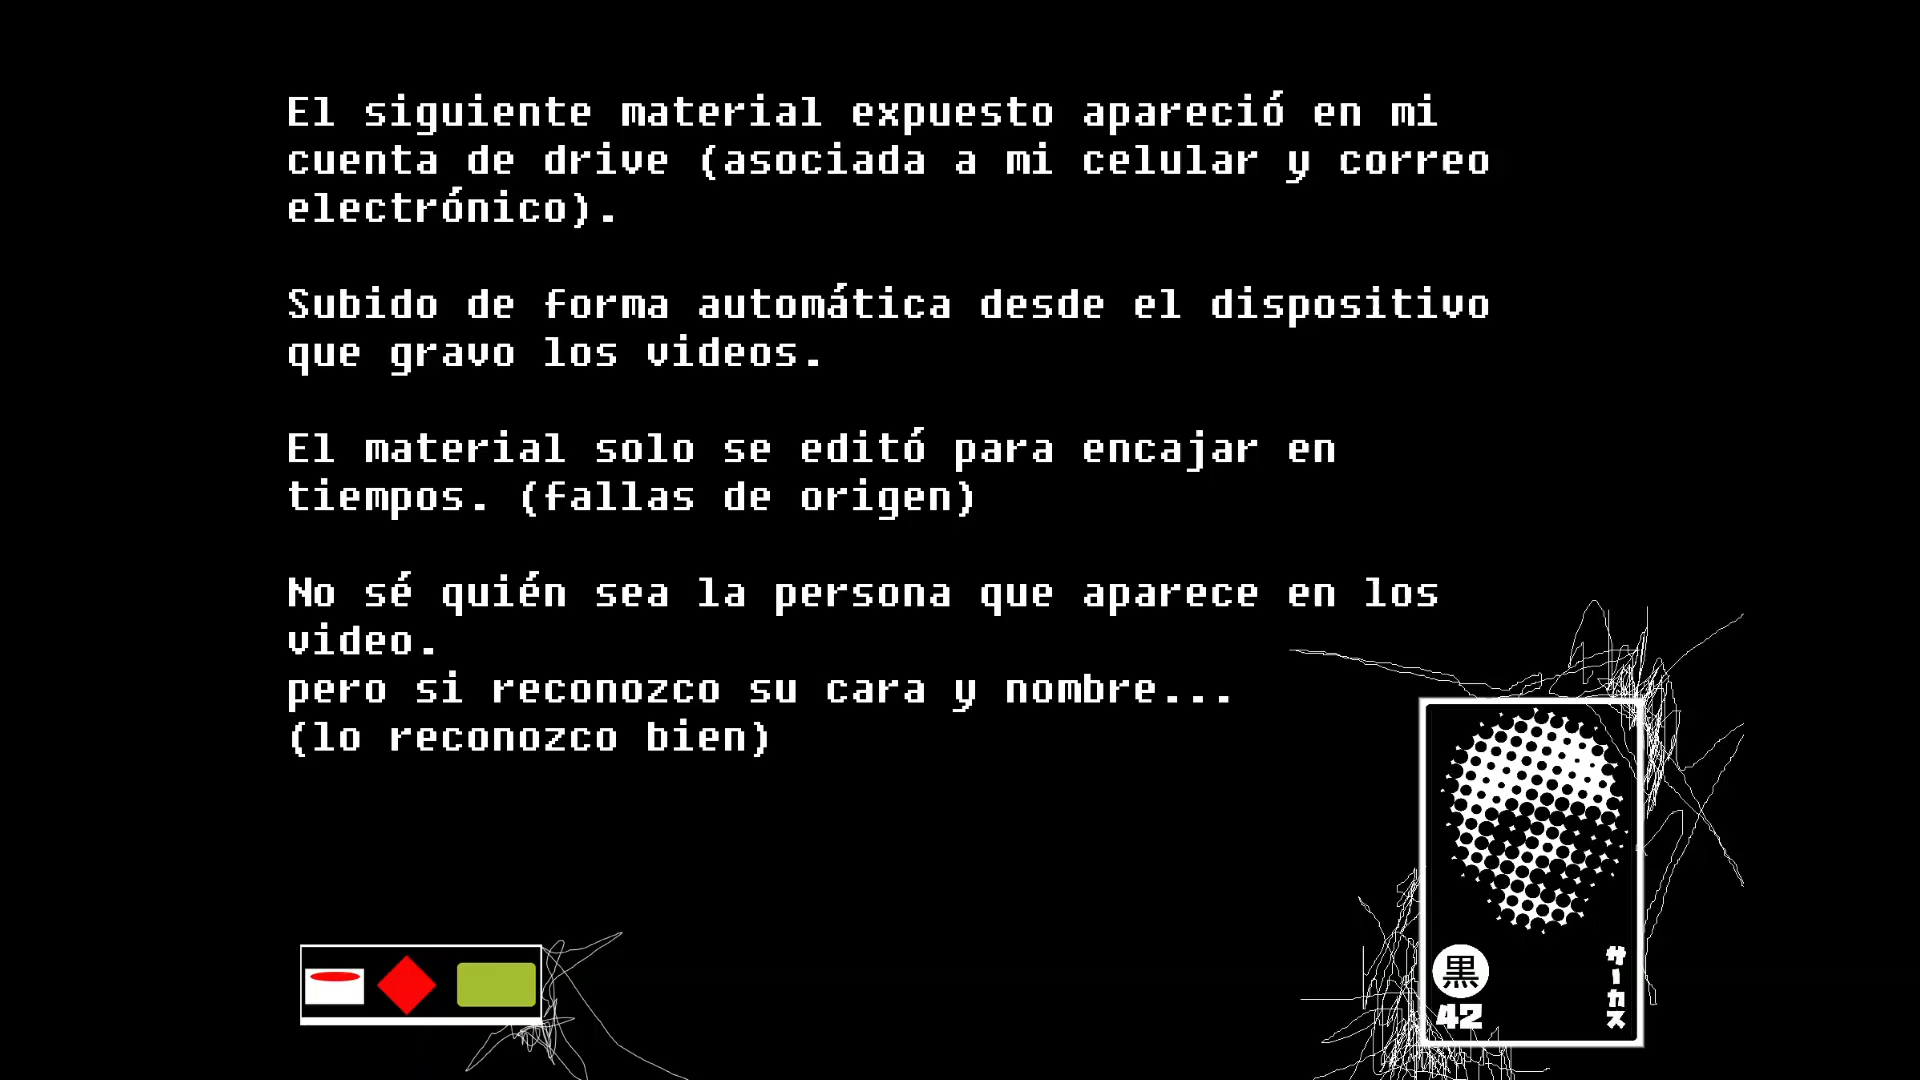 El siguiente material expuesto apareció en mi
cuenta de drive (asociada a mi celular y correo
electrónico).
Subido de forma automática desde el dispositivo
que gravo los videos.
El material solo se editó para encajar en
tiempos. (fallas de origen)
No sé quién sea la persona que aparece en los
video.
pero si reconozco su cara y nombre...
(lo reconozco bien)
黒
42
サーカス